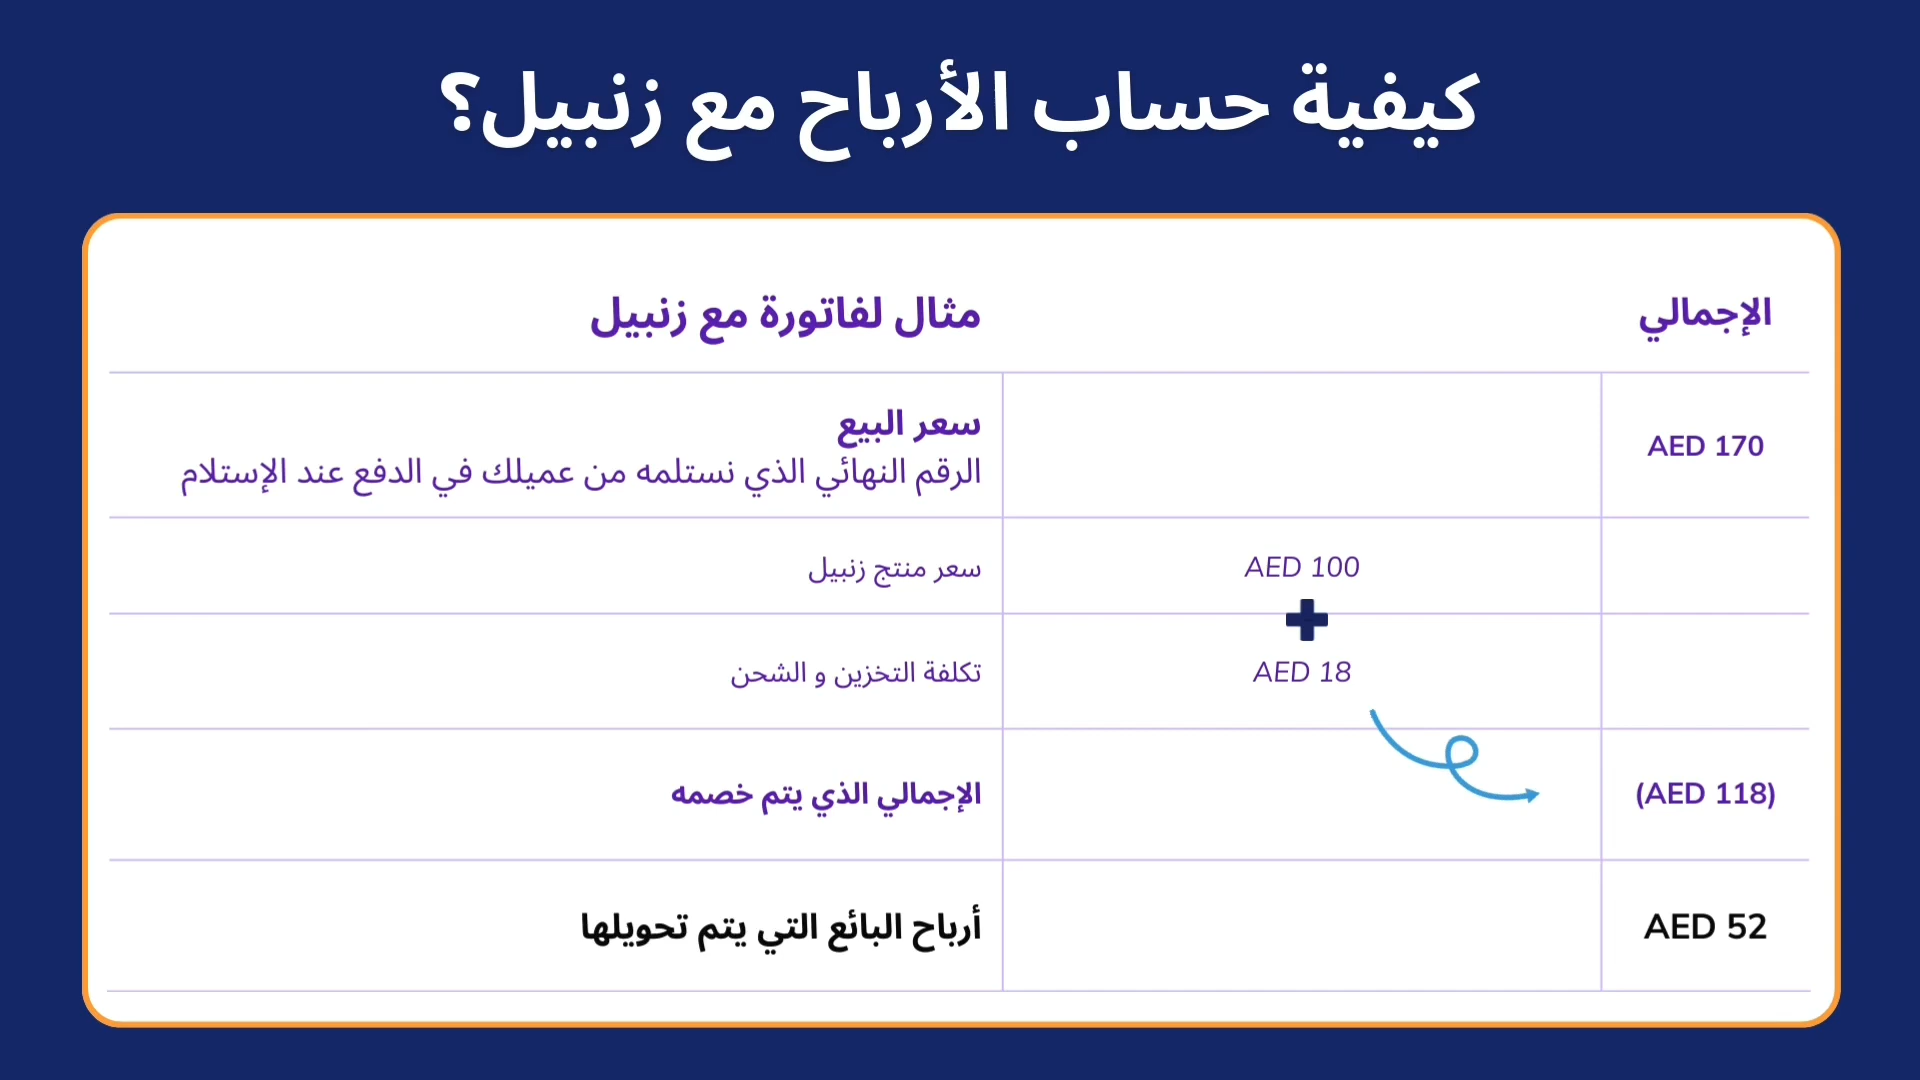 كيفية حساب الأرباح مع زنبيل؟
مثال لفاتورة مع زنبيل
الإجمالي
سعر البيع
الرقم النهائي الذي نستلمه من عميلك في الدفع عند الإستلام
AED 170
سعر منتج زنبيل
AED 100
تكلفة التخزين و الشحن
AED 18
الإجمالي الذي يتم خصمه
(AED 118)
أرباح البائع التي يتم تحويلها
AED 52